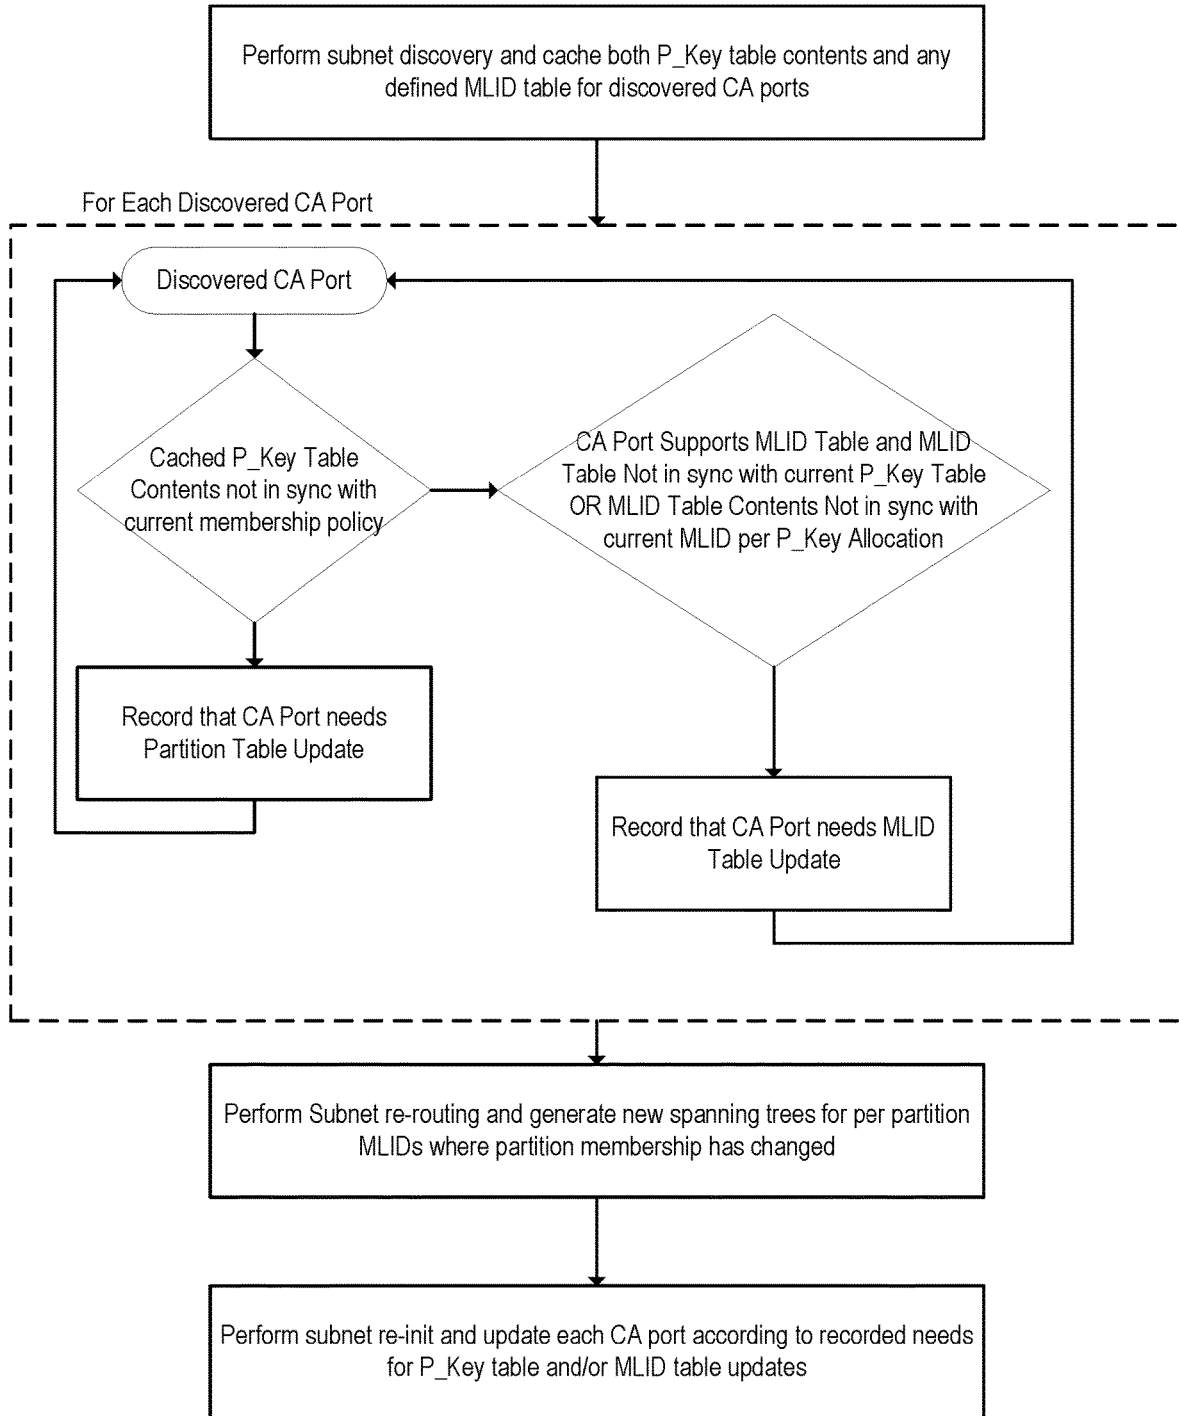 Perform subnet discovery and cache both P_Key table contents and any
defined MLID table for discovered CA ports
For Each Discovered CA Port
Discovered CA Port
Cached P_Key Table
Contents not in sync with
current membership policy
CA Port Supports MLID Table and MLID
Table Not in sync with current P_Key Table
OR MLID Table Contents Not in sync with
current MLID per P_Key Allocation
Record that CA Port needs
Partition Table Update
Record that CA Port needs MLID
Table Update
Perform Subnet re-routing and generate new spanning trees for per partition
MLIDs where partition membership has changed
Perform subnet re-init and update each CA port according to recorded needs
for P_Key table and/or MLID table updates